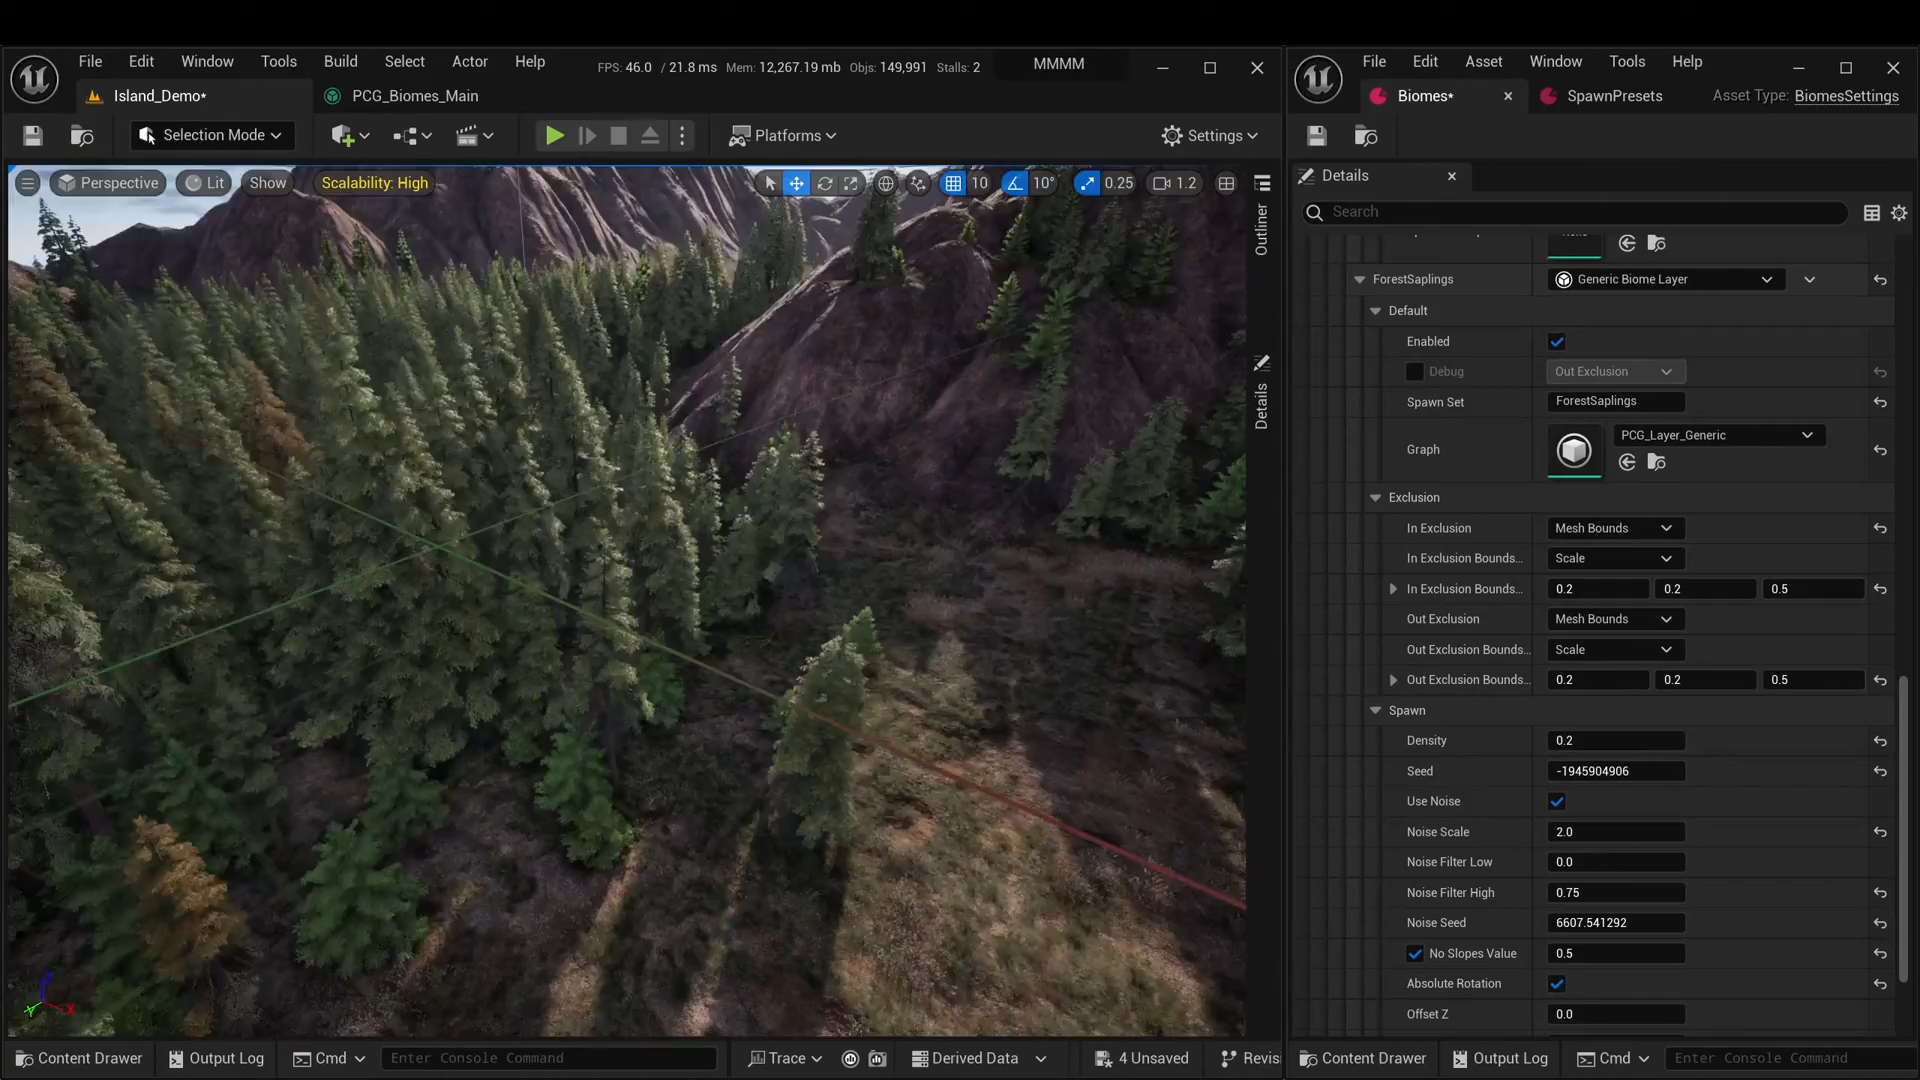 File Edit Window Tools Build Select Actor Help FPS: 46.0 / 21.8 ms Mem: 12,267.19 mb Objs: 149,991 Stalls: 2 MMMM
Island_Demo* PCG_Biomes_Main
Selection Mode Platforms Settings
Perspective Lit Show Scalability: High 10 10° 0.25 1.2
Outliner
Details
Content Drawer Output Log Cmd Enter Console Command Trace Derived Data 4 Unsaved Revisi
File Edit Asset Window Tools Help
Biomes* SpawnPresets Asset Type: BiomesSettings
Details
Search
ForestSaplings Generic Biome Layer
Default
Enabled
Debug Out Exclusion
Spawn Set ForestSaplings
Graph PCG_Layer_Generic
Exclusion
In Exclusion Mesh Bounds
In Exclusion Bounds... Scale
In Exclusion Bounds... 0.2 0.2 0.5
Out Exclusion Mesh Bounds
Out Exclusion Bounds... Scale
Out Exclusion Bounds... 0.2 0.2 0.5
Spawn
Density 0.2
Seed -1945904906
Use Noise
Noise Scale 2.0
Noise Filter Low 0.0
Noise Filter High 0.75
Noise Seed 6607.541292
No Slopes Value 0.5
Absolute Rotation
Offset Z 0.0
Content Drawer Output Log Cmd Enter Console Command